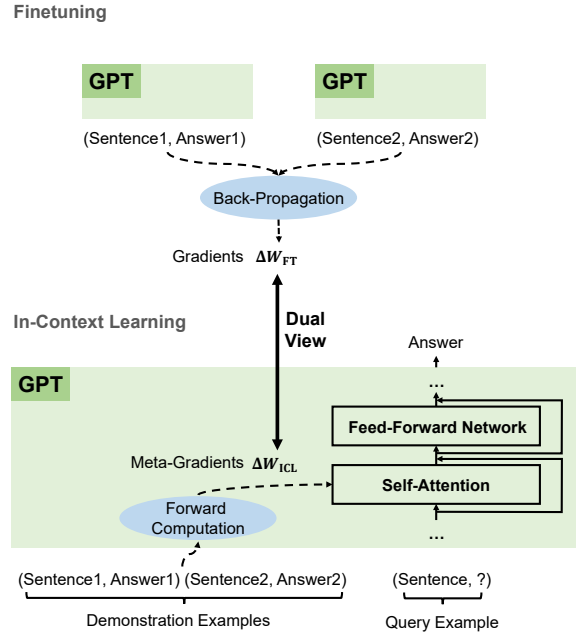 Finetuning
GPT
GPT
(Sentence1, Answer1)
(Sentence2, Answer2)
Back-Propagation
Gradients ΔW_FT
In-Context Learning
Dual
View
Answer
GPT
...
Feed-Forward Network
Meta-Gradients ΔW_ICL
Self-Attention
Forward
Computation
...
(Sentence1, Answer1) (Sentence2, Answer2)
(Sentence, ?)
Demonstration Examples
Query Example